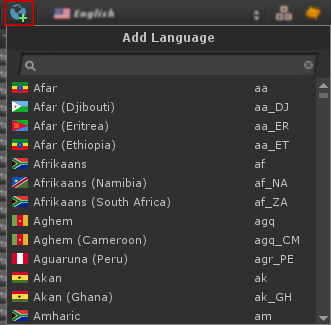 English
Add Language
Afar aa
Afar (Djibouti) aa_DJ
Afar (Eritrea) aa_ER
Afar (Ethiopia) aa_ET
Afrikaans af
Afrikaans (Namibia) af_NA
Afrikaans (South Africa) af_ZA
Aghem agq
Aghem (Cameroon) agq_CM
Aguaruna (Peru) agr_PE
Akan ak
Akan (Ghana) ak_GH
Amharic am